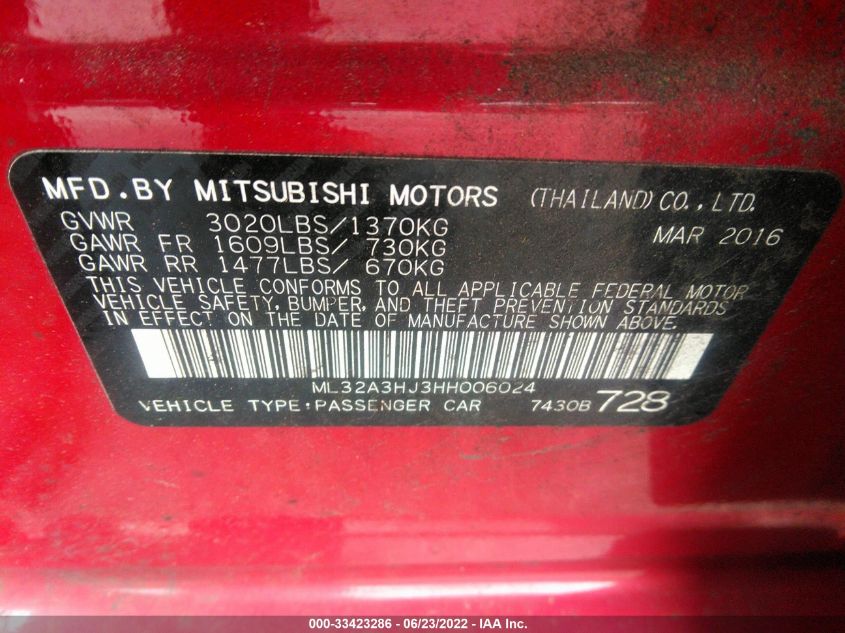 MFD.BY MITSUBISHI MOTORS (THAILAND)CO.,LTD.
GVWR 3020LBS/1370KG MAR 2016
GAWR FR 1609LBS/ 730KG
GAWR RR 1477LBS/ 670KG
THIS VEHICLE CONFORMS TO ALL APPLICABLE FEDERAL MOTOR
VEHICLE SAFETY, BUMPER, AND THEFT PREVENTION STANDARDS
IN EFFECT ON THE DATE OF MANUFACTURE SHOWN ABOVE.
ML32A3HJ3HH006024
VEHICLE TYPE:PASSENGER CAR 7430B 728
000-33423286 - 06/23/2022 - IAA Inc.